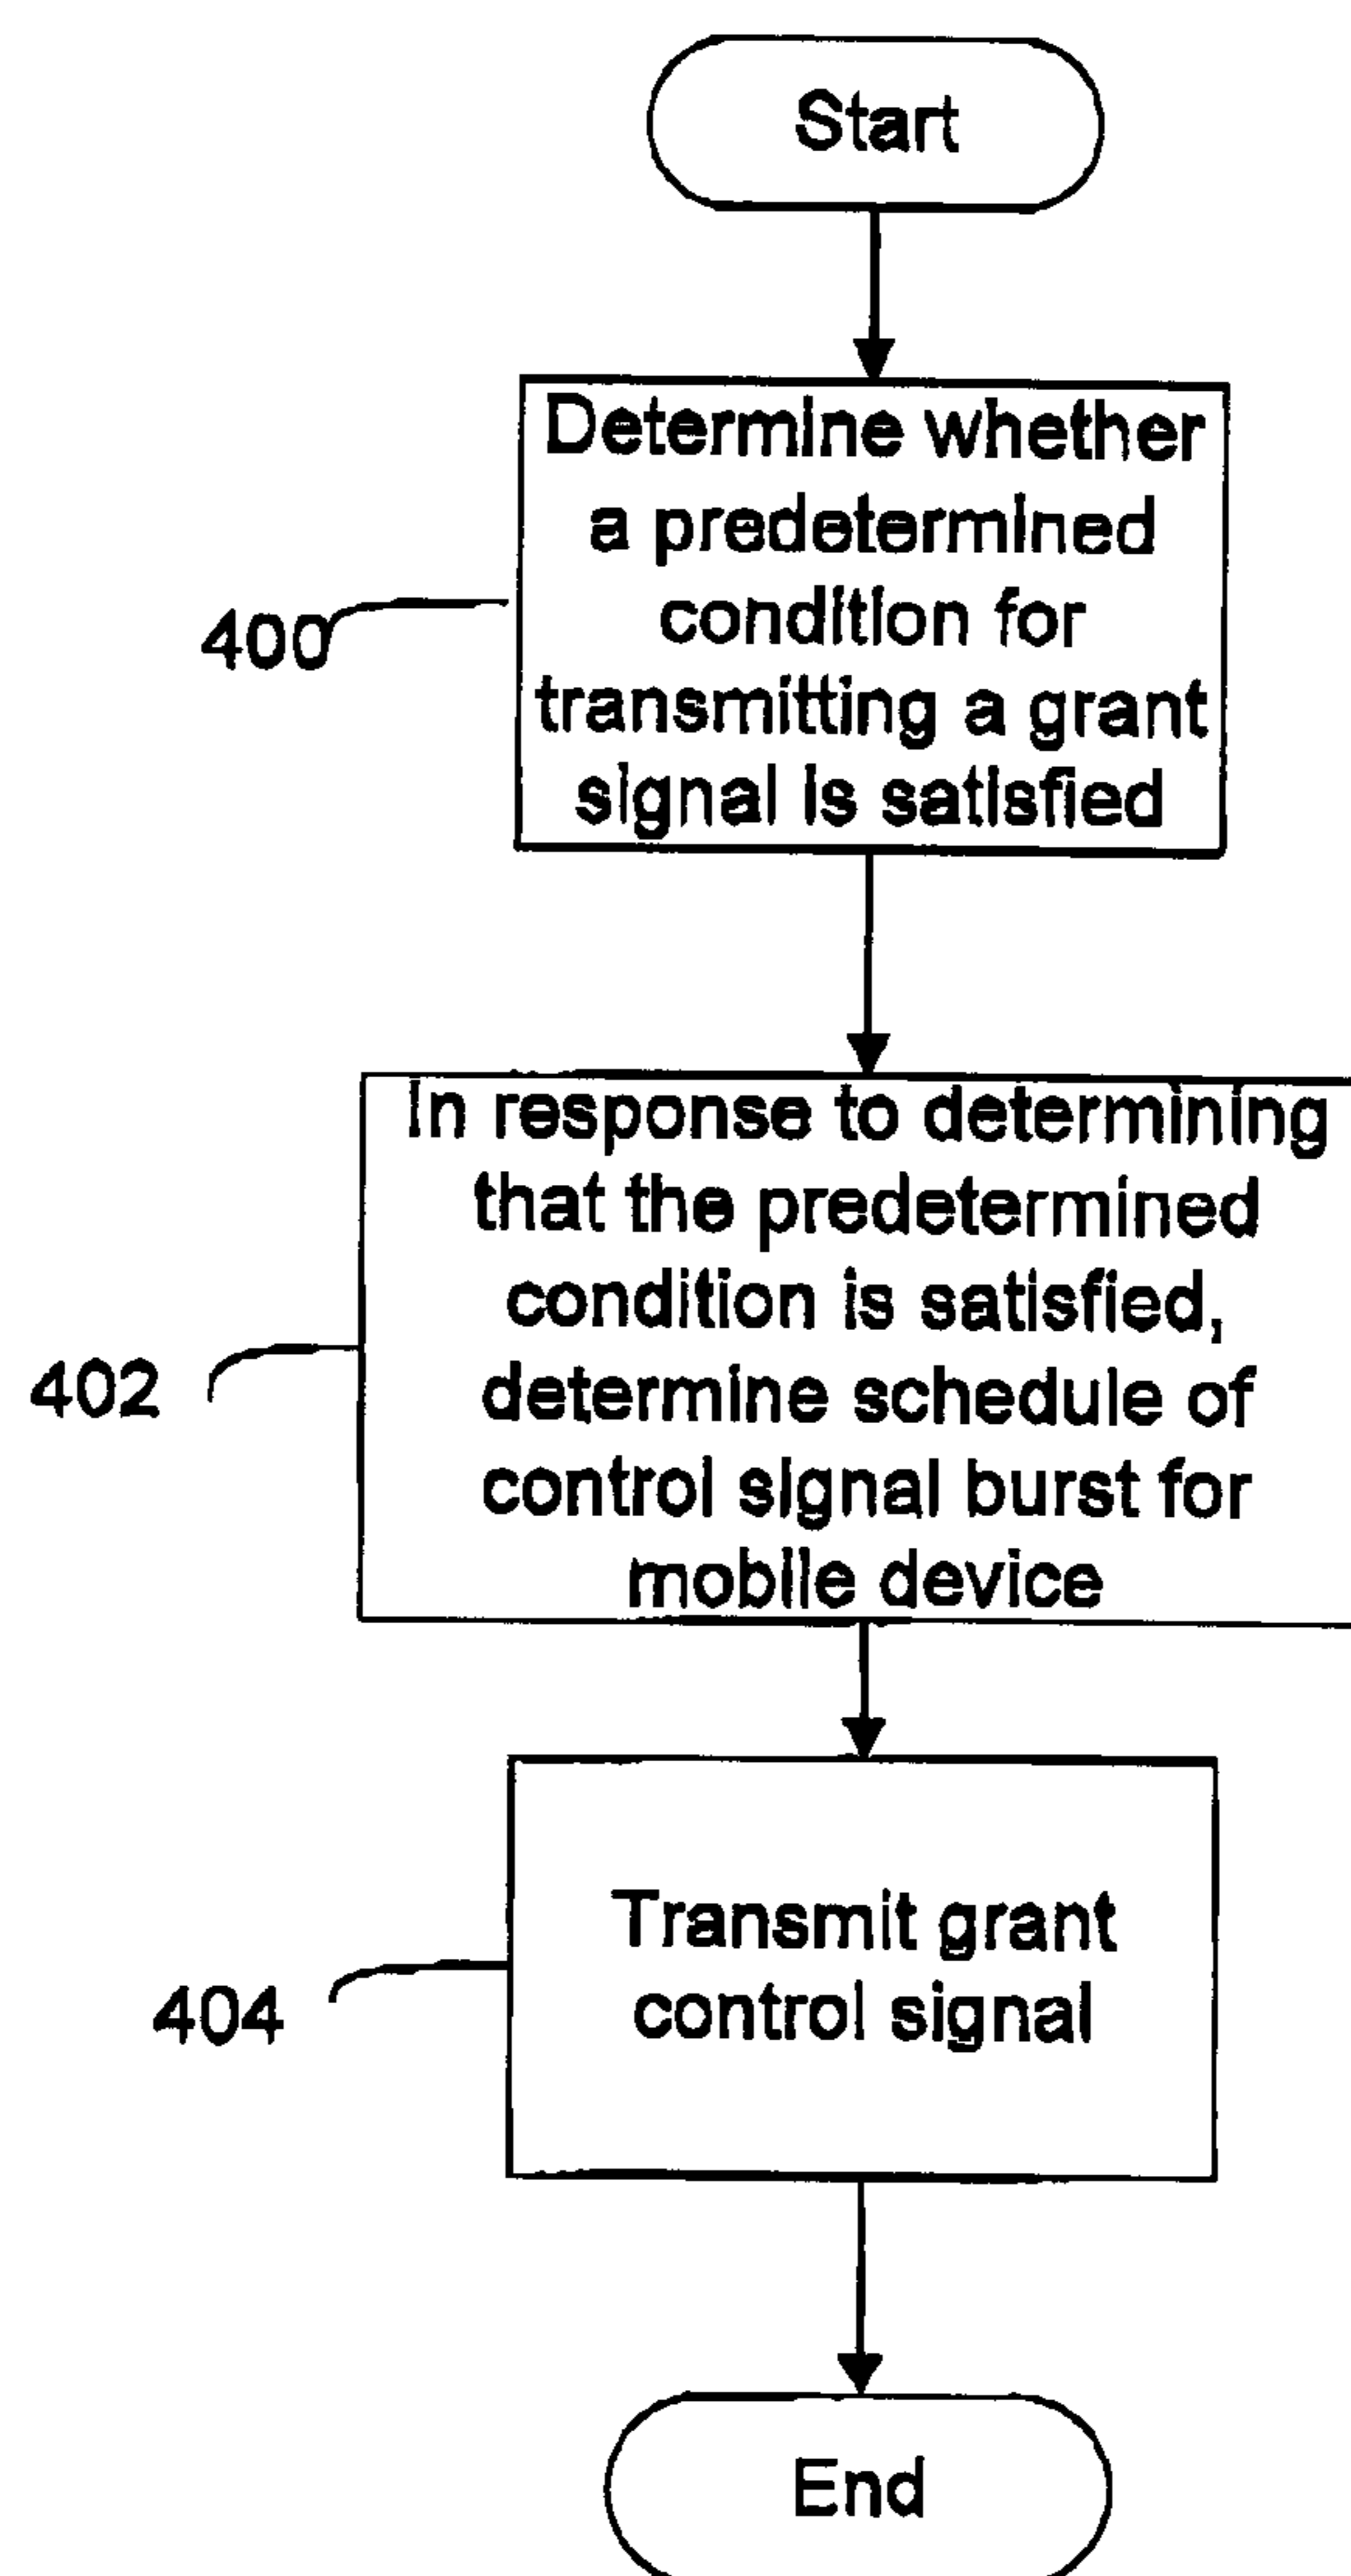 Start
Determine whether
a predetermined
condition for
transmitting a grant
signal is satisfied
400
In response to determining
that the predetermined
condition is satisfied,
determine schedule of
control signal burst for
mobile device
402
Transmit grant
control signal
404
End